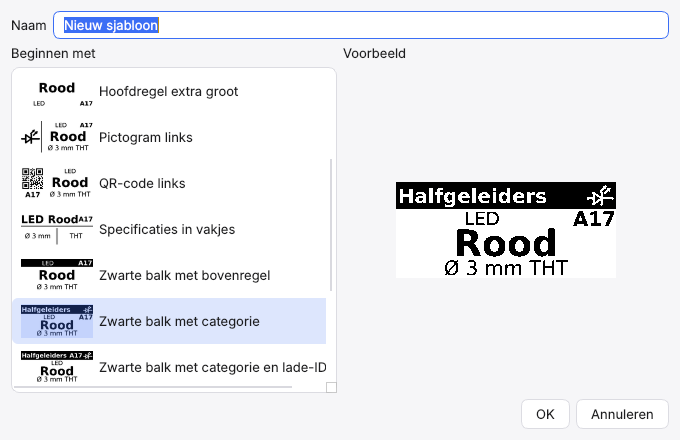 Naam Nieuw sjabloon
Beginnen met
Voorbeeld
Rood
LED A17
Hoofdregel extra groot
LED A17
Rood
Ø 3 mm THT
Pictogram links
LED
Rood
A17 Ø 3 mm THT
QR-code links
LED Rood A17
Ø 3 mm THT
Specificaties in vakjes
LED A17
Rood
Ø 3 mm THT
Zwarte balk met bovenregel
Halfgeleiders
LED A17
Rood
Ø 3 mm THT
Zwarte balk met categorie
Halfgeleiders A17
LED
Rood
Ø 3 mm THT
Zwarte balk met categorie en lade-ID
Halfgeleiders
LED A17
Rood
Ø 3 mm THT
OK Annuleren